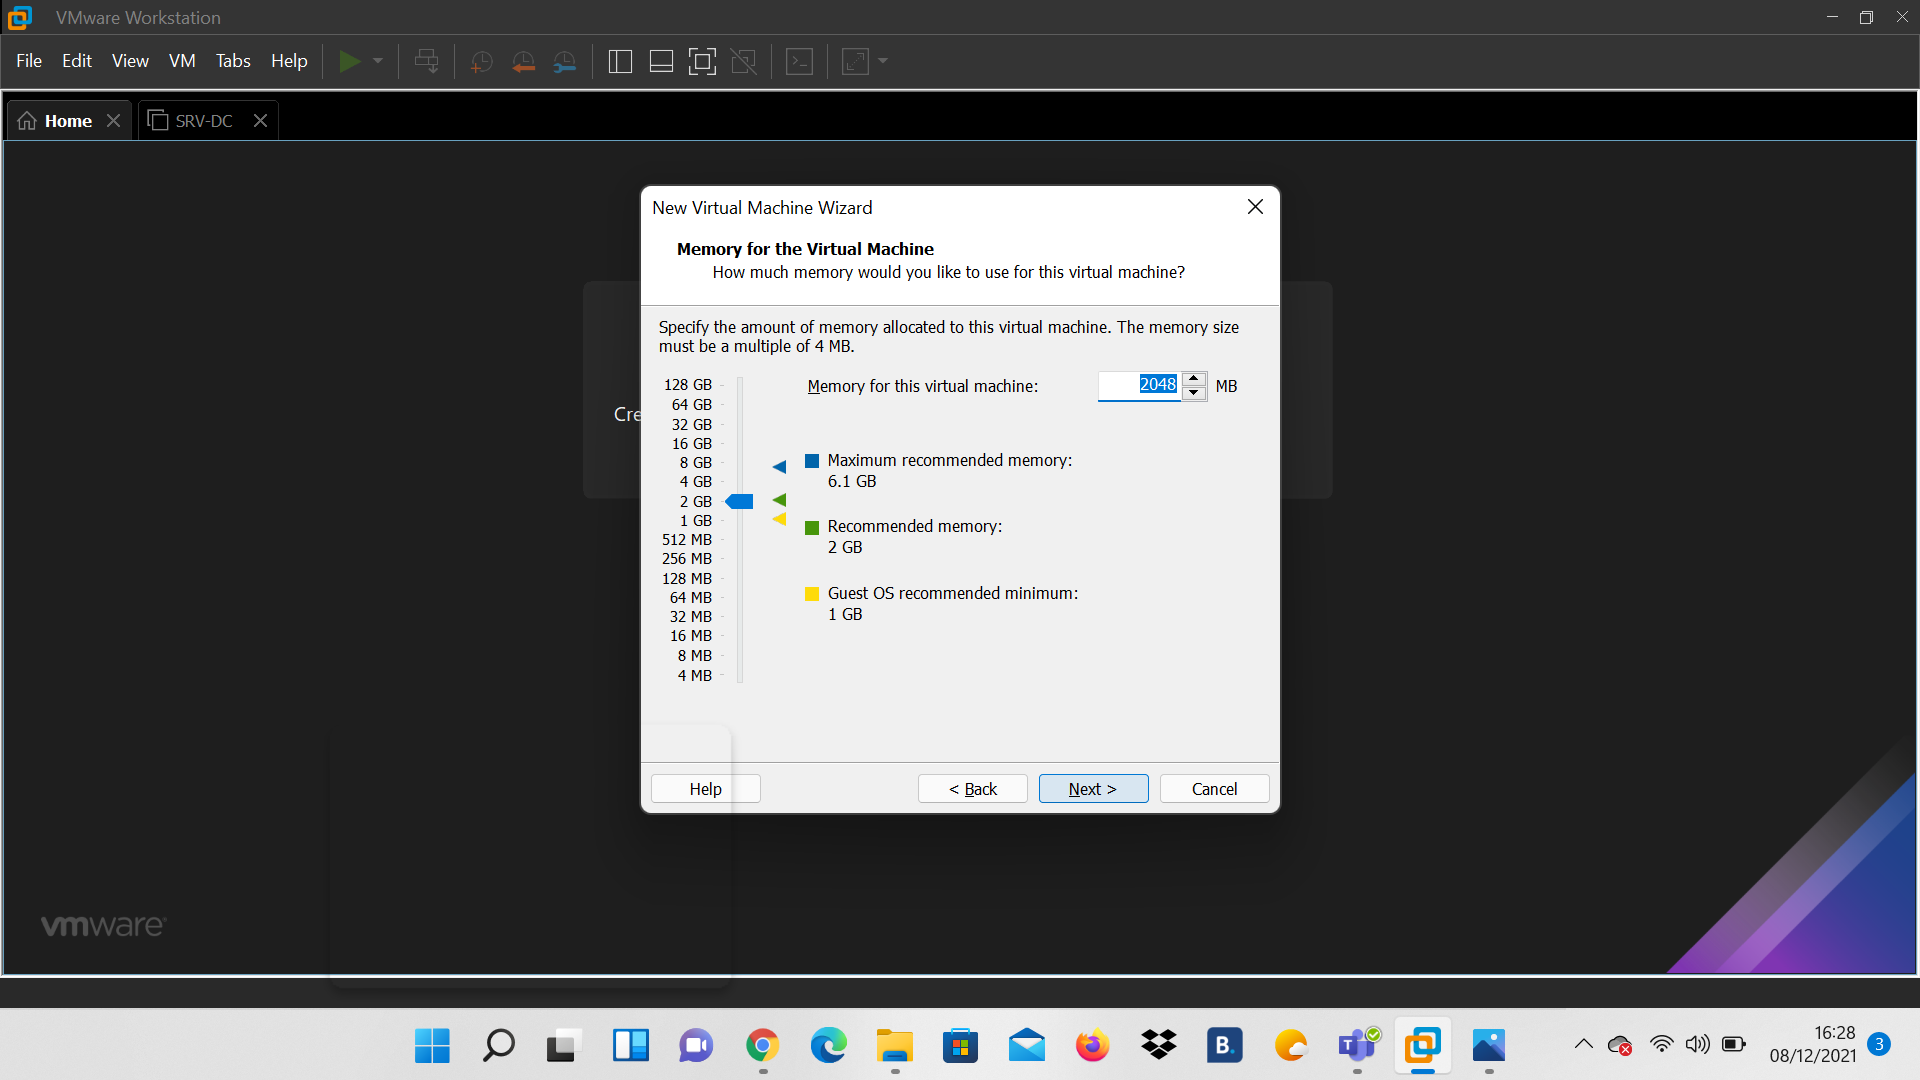 VMware Workstation
File Edit View VM Tabs Help
Home SRV-DC
New Virtual Machine Wizard
Memory for the Virtual Machine
How much memory would you like to use for this virtual machine?
Specify the amount of memory allocated to this virtual machine. The memory size
must be a multiple of 4 MB.
128 GB
64 GB
32 GB
16 GB
8 GB
4 GB
2 GB
1 GB
512 MB
256 MB
128 MB
64 MB
32 MB
16 MB
8 MB
4 MB
Memory for this virtual machine: 2048 MB
Maximum recommended memory:
6.1 GB
Recommended memory:
2 GB
Guest OS recommended minimum:
1 GB
Cre
Help < Back Next > Cancel
vmware
B.
T
16:28
08/12/2021
3